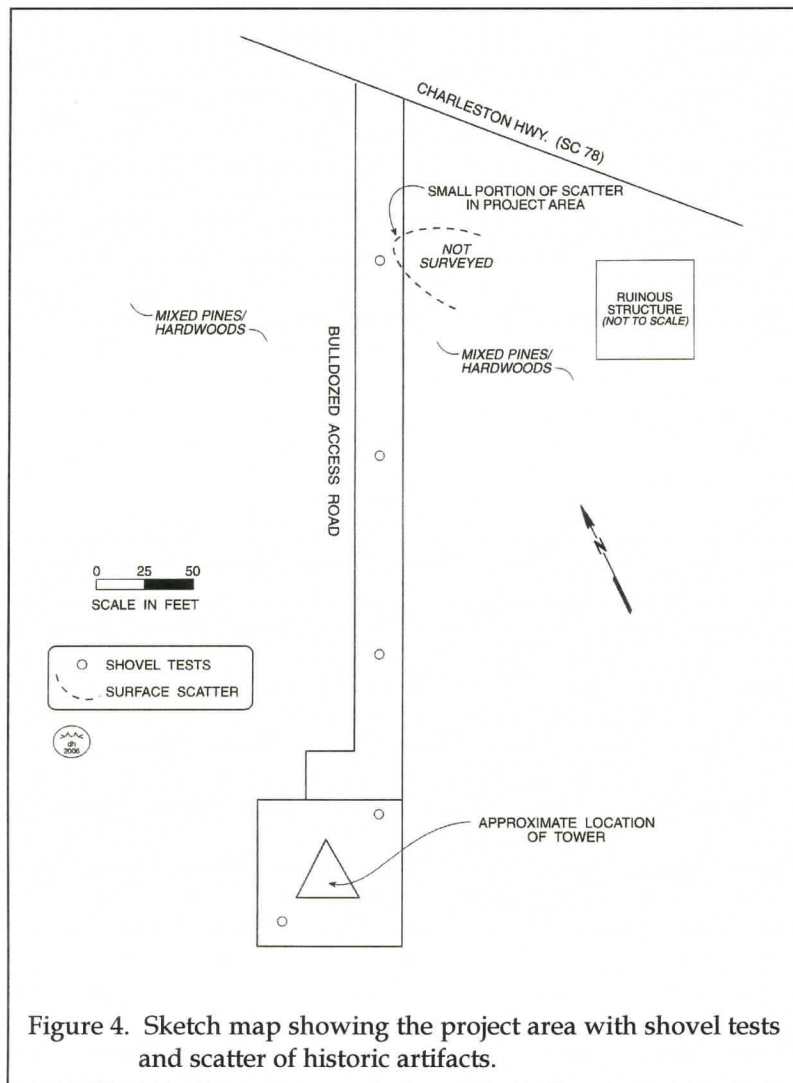 CHARLESTON HWY. (SC 78)
SMALL PORTION OF SCATTER
IN PROJECT AREA
NOT
SURVEYED
RUINOUS
STRUCTURE
(NOT TO SCALE)
MIXED PINES/
HARDWOODS
MIXED PINES/
HARDWOODS
BULLDOZED ACCESS ROAD
N
0 25 50
SCALE IN FEET
SHOVEL TESTS
SURFACE SCATTER
dh
2006
APPROXIMATE LOCATION
OF TOWER
Figure 4. Sketch map showing the project area with shovel tests
and scatter of historic artifacts.